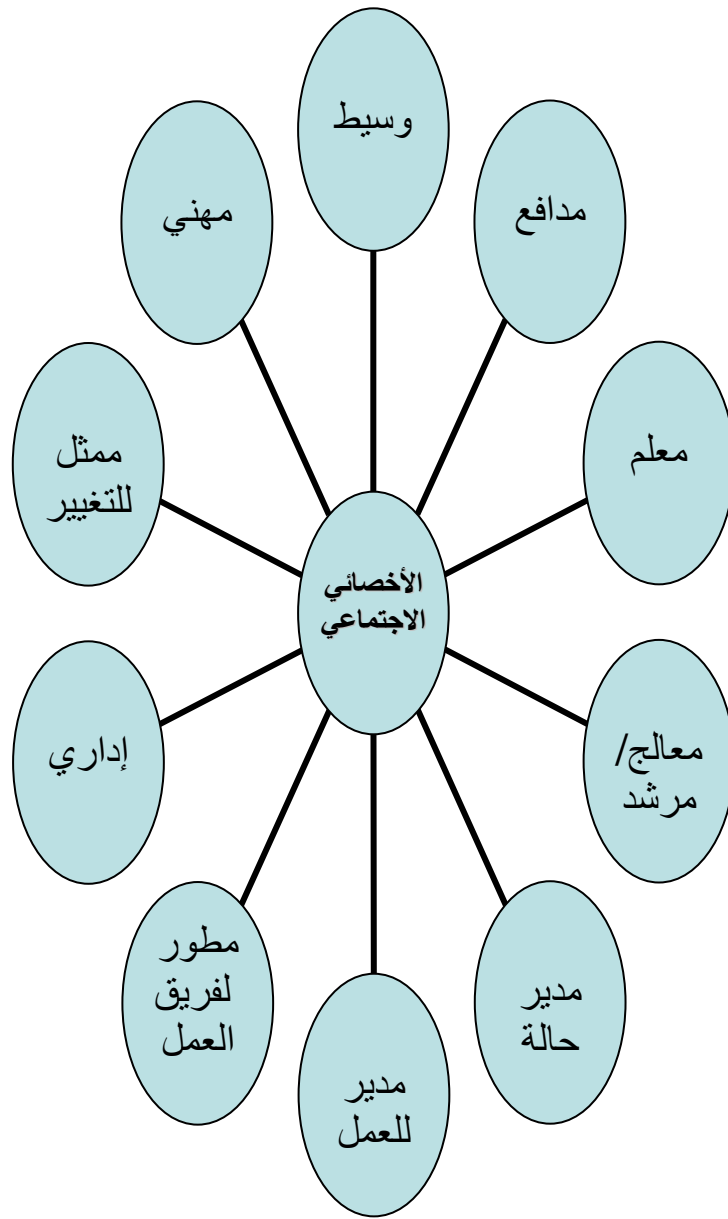 وسيط
مدافع
معلم
معالج/
مرشد
مدير
حالة
مدير
للعمل
مطور
لفريق
العمل
إداري
ممثل
للتغيير
مهني
الأخصائي
الاجتماعي